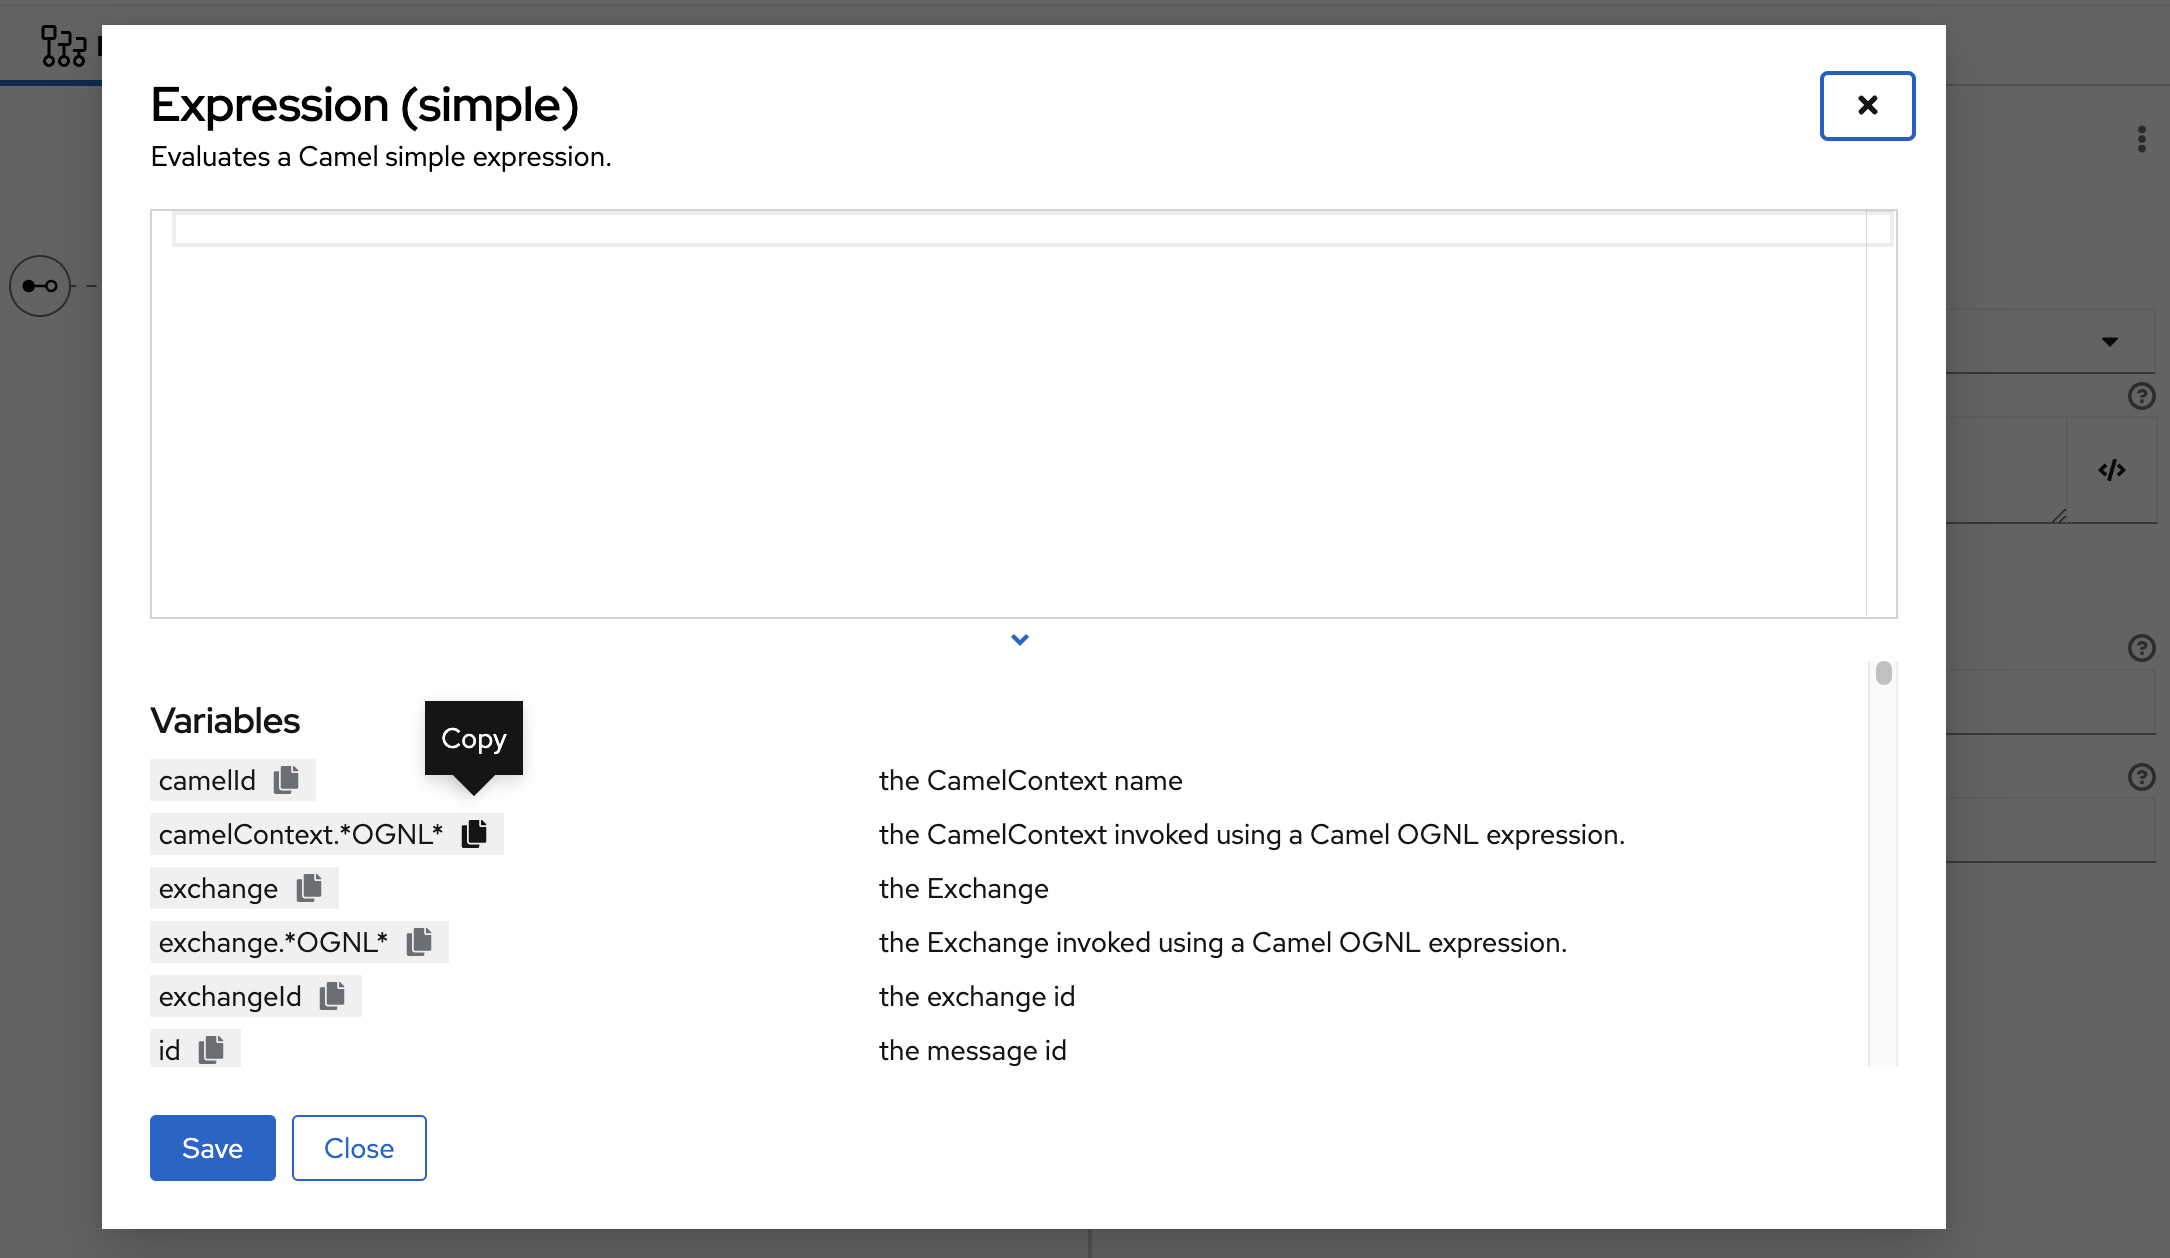 Expression (simple)
Evaluates a Camel simple expression.
Variables
Copy
camelId the CamelContext name
camelContext.*OGNL* the CamelContext invoked using a Camel OGNL expression.
exchange the Exchange
exchange.*OGNL* the Exchange invoked using a Camel OGNL expression.
exchangeId the exchange id
id the message id
Save Close